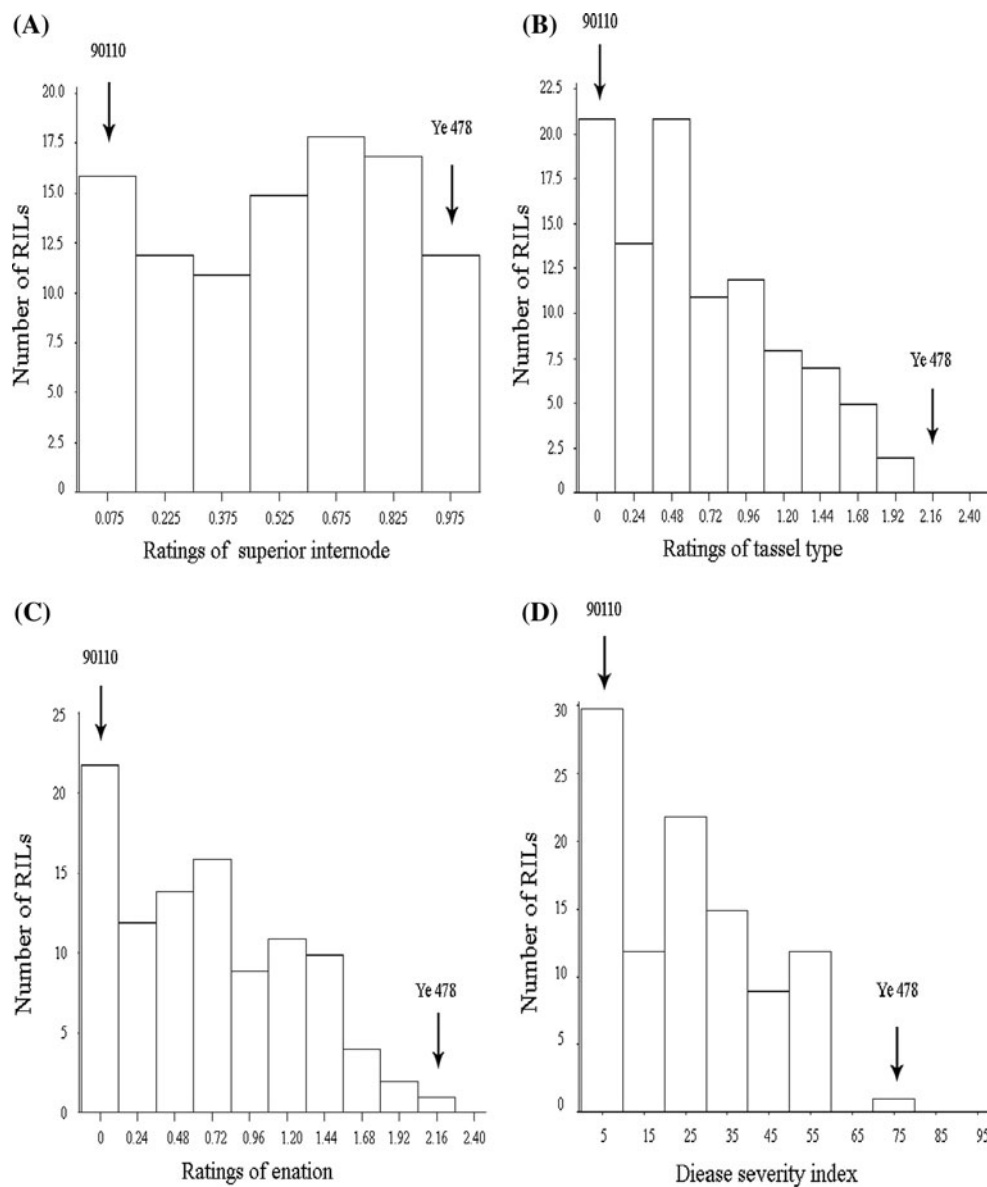 (A)
90110
Number of RILs
20.0
17.5
15.0
12.5
10.0
7.5
5.0
2.5
0
Ye 478
0.075 0.225 0.375 0.525 0.675 0.825 0.975
Ratings of superior internode
(B)
90110
Number of RILs
22.5
20.0
17.5
15.0
12.5
10.0
7.5
5.0
2.5
0
Ye 478
0 0.24 0.48 0.72 0.96 1.20 1.44 1.68 1.92 2.16 2.40
Ratings of tassel type
(C)
90110
Number of RILs
25
20
15
10
5
0
Ye 478
0 0.24 0.48 0.72 0.96 1.20 1.44 1.68 1.92 2.16 2.40
Ratings of enation
(D)
90110
Number of RILs
30
25
20
15
10
5
0
Ye 478
5 15 25 35 45 55 65 75 85 95
Diease severity index